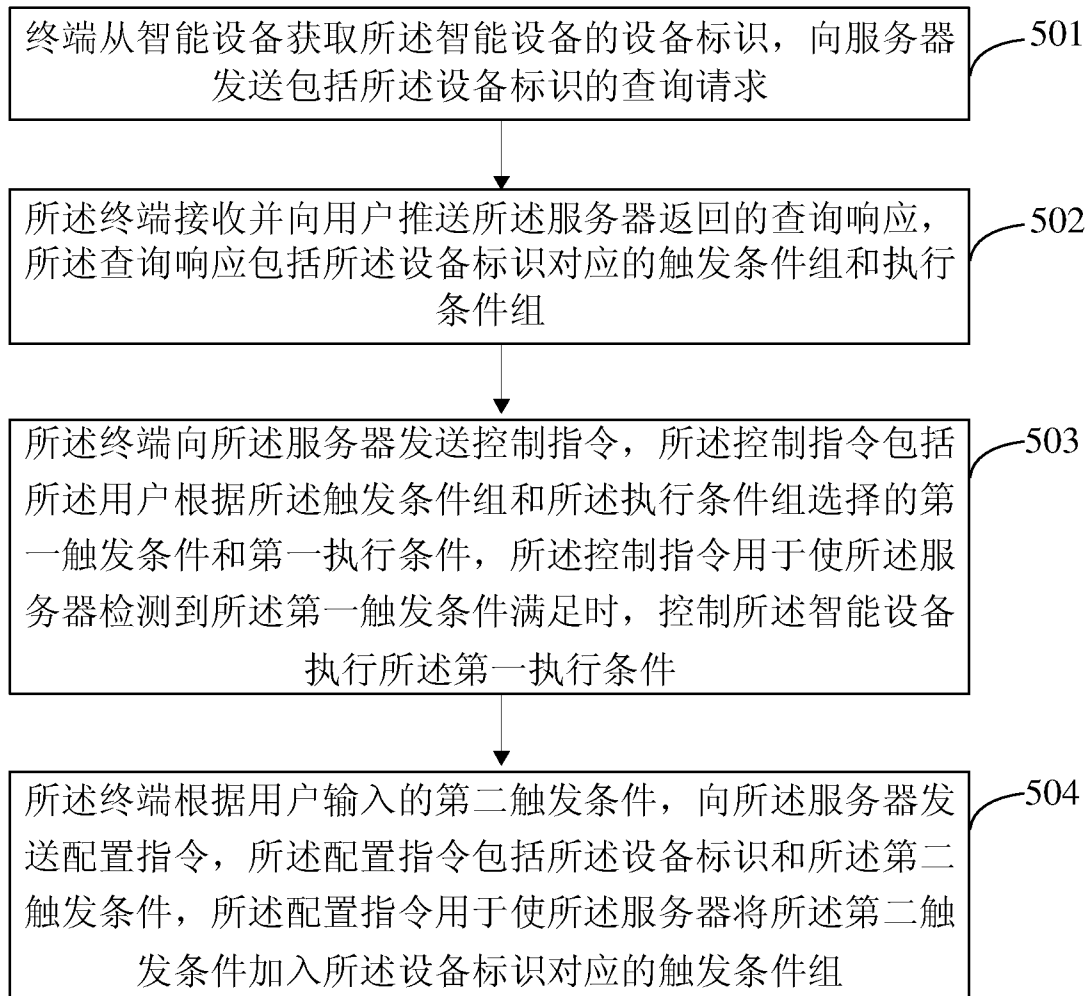 终端从智能设备获取所述智能设备的设备标识，向服务器
发送包括所述设备标识的查询请求
501
所述终端接收并向用户推送所述服务器返回的查询响应，
所述查询响应包括所述设备标识对应的触发条件组和执行
条件组
502
所述终端向所述服务器发送控制指令，所述控制指令包括
所述用户根据所述触发条件组和所述执行条件组选择的第
一触发条件和第一执行条件，所述控制指令用于使所述服
务器检测到所述第一触发条件满足时，控制所述智能设备
执行所述第一执行条件
503
所述终端根据用户输入的第二触发条件，向所述服务器发
送配置指令，所述配置指令包括所述设备标识和所述第二
触发条件，所述配置指令用于使所述服务器将所述第二触
发条件加入所述设备标识对应的触发条件组
504